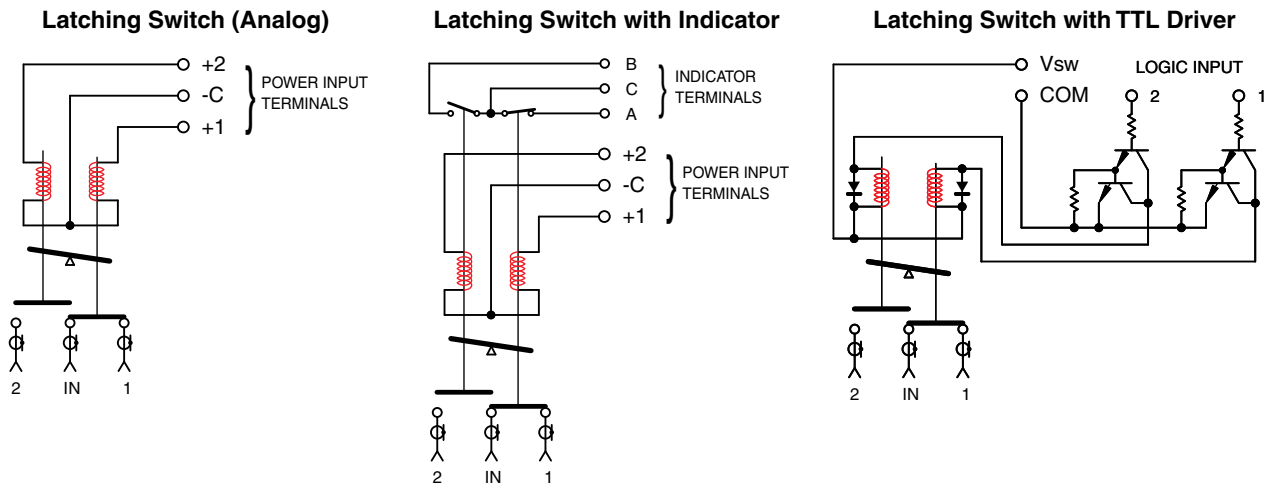 Latching Switch (Analog)
+2
-C
+1
POWER INPUT
TERMINALS
2 IN 1
Latching Switch with Indicator
B
C
A
INDICATOR
TERMINALS
+2
-C
+1
POWER INPUT
TERMINALS
2 IN 1
Latching Switch with TTL Driver
Vsw
COM
LOGIC INPUT
2 1
2 IN 1